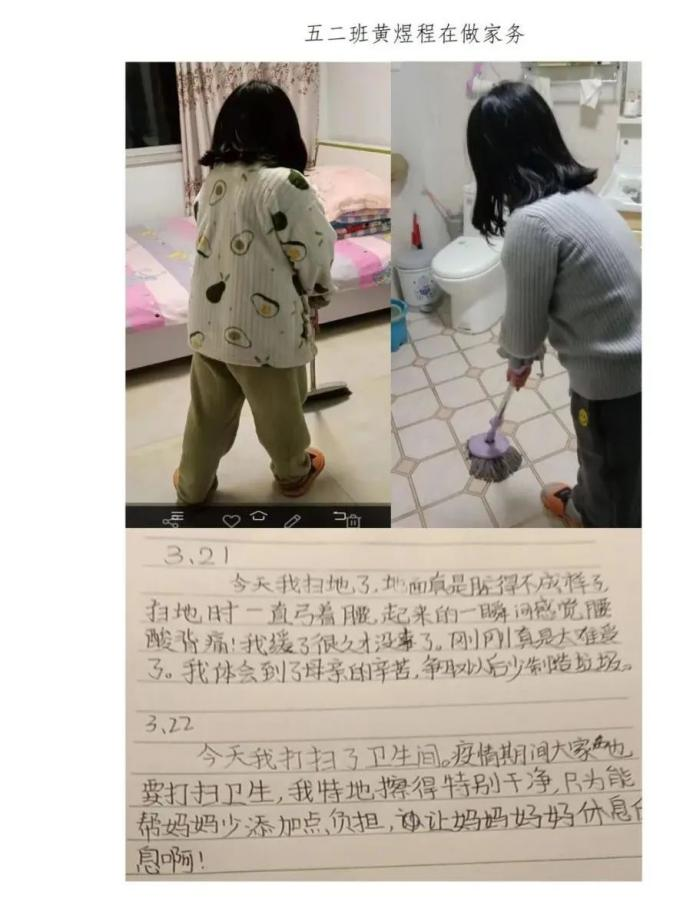 五二班黄煜程在做家务
3.21
今天我扫地了,地面真是脏得不成样子,
扫地时一直弓着腰,起来的一瞬间感觉腰
酸背痛!我缓了很久才没事了。刚刚真是太难受
了。我体会到了母亲的辛苦,争取以后少制造垃圾。
3.22
今天我打扫了卫生间。疫情期间大家也
要打扫卫生,我特地擦得特别干净,只为能
帮妈妈少添加点负担,让妈妈好好休息
息啊!